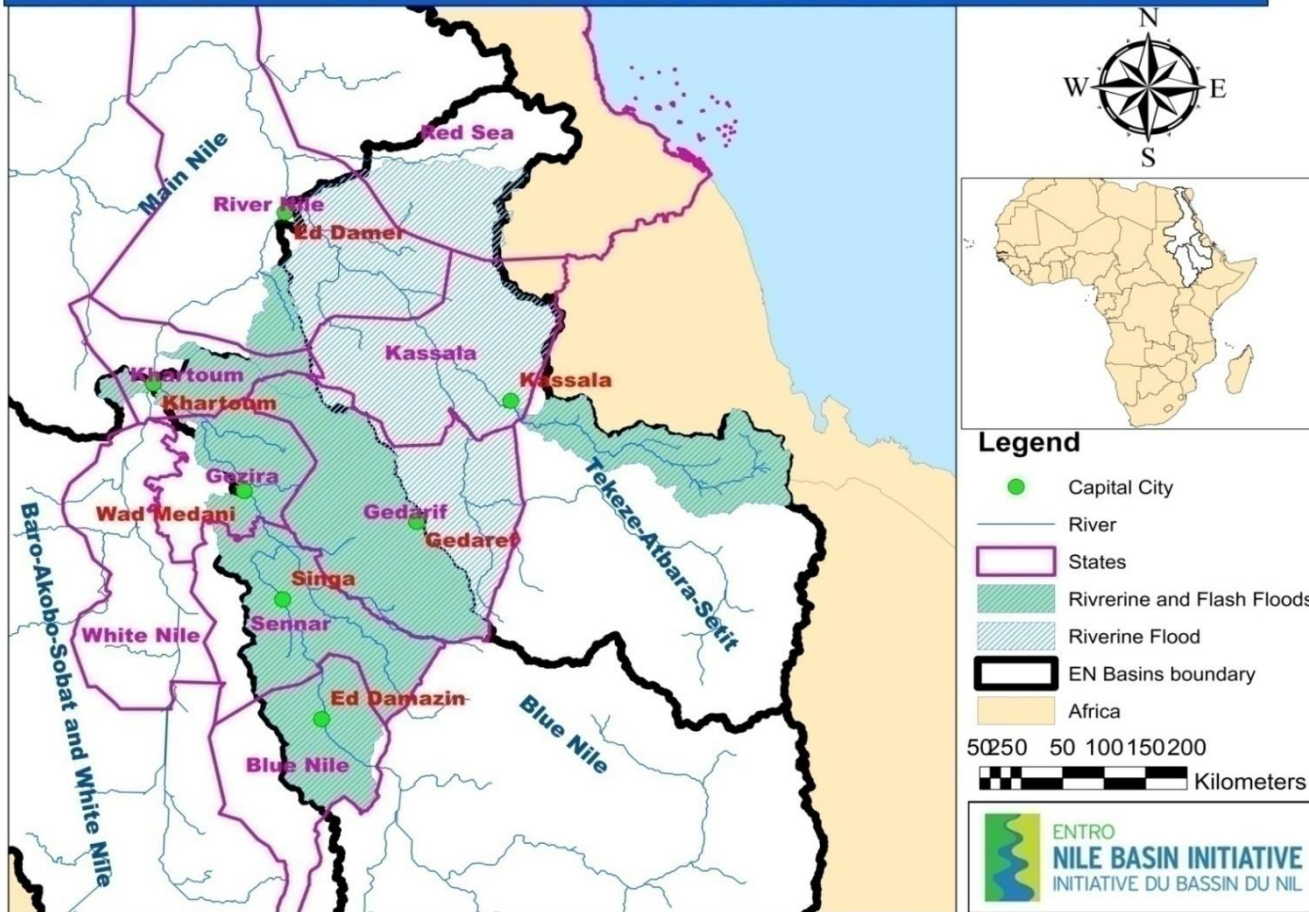 Red Sea
Main Nile
River Nile
Ed Damer
Kassala
Kassala
Khartoum
Khartoum
Gezira
Wad Medani
Gedarif
Gedaref
Tekeze-Atbara-Setit
Baro-Akobo-Sobat and White Nile
Singa
Sennar
White Nile
Ed Damazin
Blue Nile
Blue Nile
N
W
E
S
Legend
Capital City
River
States
Rivrerine and Flash Floods
Riverine Flood
EN Basins boundary
Africa
50250 50 100150200
Kilometers
ENTRO
NILE BASIN INITIATIVE
INITIATIVE DU BASSIN DU NIL